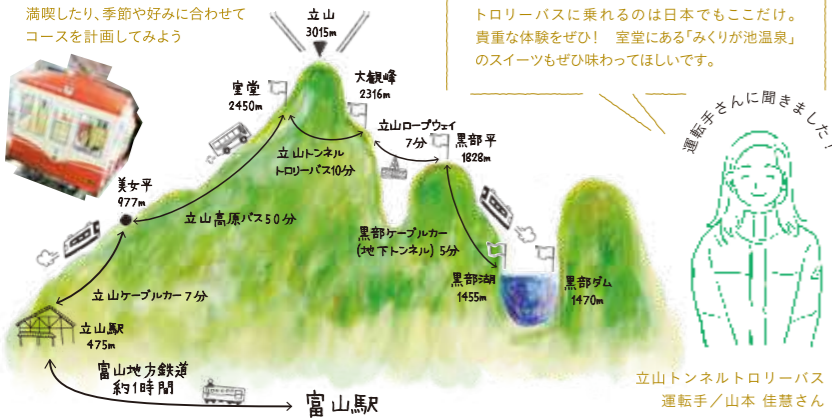 満喫したり、季節や好みに合わせて
コースを計画してみよう
トロリーバスに乗れるのは日本でもここだけ。
貴重な体験をぜひ！　室堂にある「みくりが池温泉」
のスイーツもぜひ味わってほしいです。
運転手さんに聞きました！
立山
3015m
室堂
2450m
大観峰
2316m
立山ロープウェイ
7分
黒部平
1828m
立山トンネル
トロリーバス10分
美女平
977m
立山高原バス50分
黒部ケーブルカー
(地下トンネル) 5分
黒部湖
1455m
黒部ダム
1470m
立山ケーブルカー7分
立山駅
475m
富山地方鉄道
約1時間
富山駅
立山トンネルトロリーバス
運転手／山本 佳慧さん